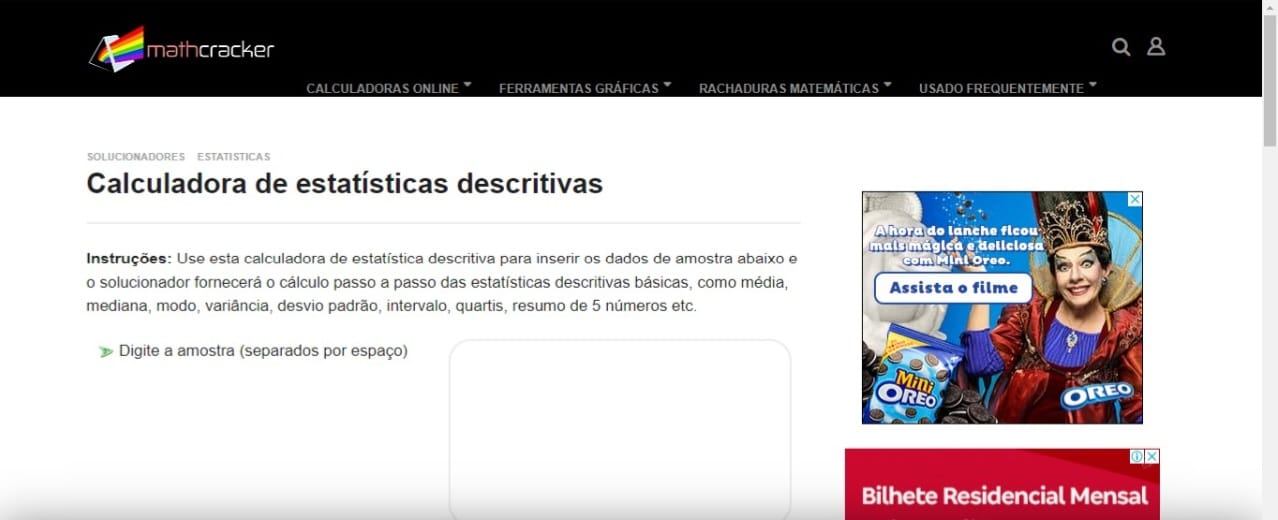 mathcracker
CALCULADORAS ONLINE
FERRAMENTAS GRÁFICAS
RACHADURAS MATEMÁTICAS
USADO FREQUENTEMENTE
SOLUCIONADORES ESTATISTICAS
Calculadora de estatísticas descritivas
Instruções: Use esta calculadora de estatística descritiva para inserir os dados de amostra abaixo e
o solucionador fornecerá o cálculo passo a passo das estatísticas descritivas básicas, como média,
mediana, modo, variância, desvio padrão, intervalo, quartis, resumo de 5 números etc.
Digite a amostra (separados por espaço)
A hora do lanche ficou
mais mágica e deliciosa
com Mini Oreo.
Assista o filme
Mini
OREO
OREO
Bilhete Residencial Mensal